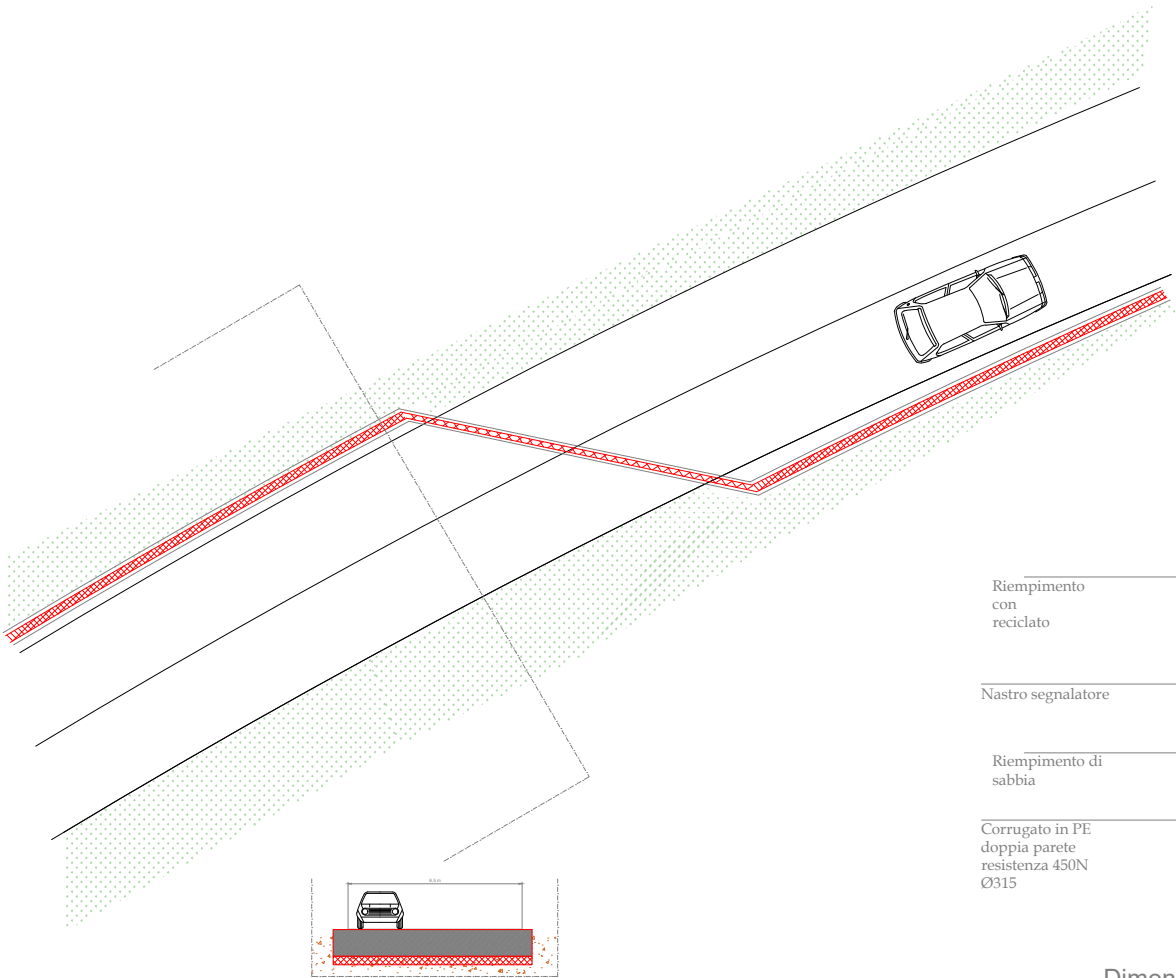 Riempimento
con
reciclato
Nastro segnalatore
Riempimento di
sabbia
Corrugato in PE
doppia parete
resistenza 450N
Ø315